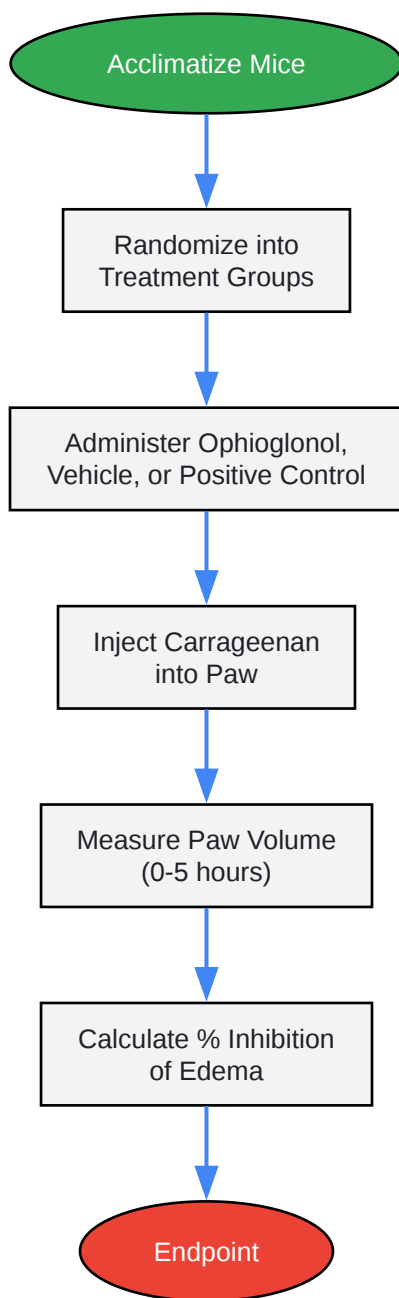 Acclimatize Mice
Randomize into
Treatment Groups
Administer Ophioglonol,
Vehicle, or Positive Control
Inject Carrageenan
into Paw
Measure Paw Volume
(0-5 hours)
Calculate % Inhibition
of Edema
Endpoint